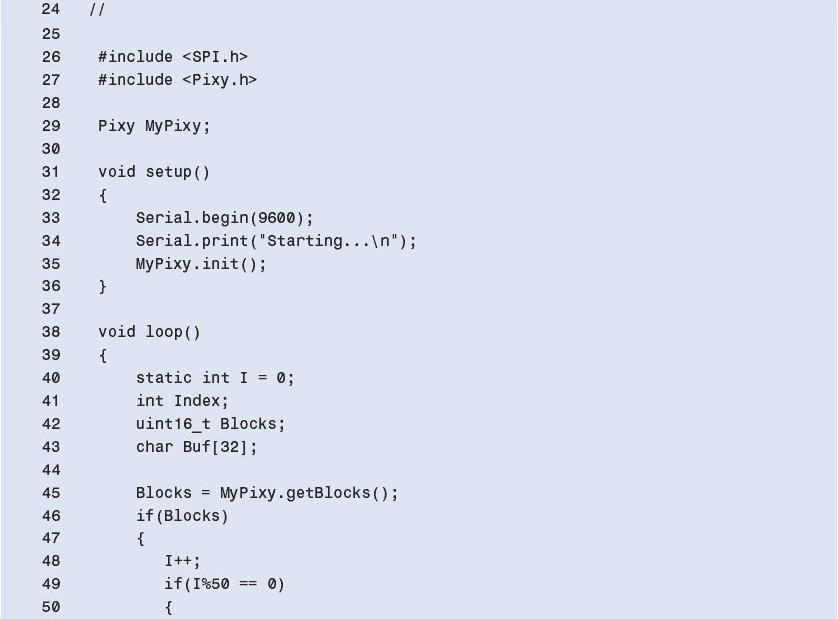 24 //
25
26 #include <SPI.h>
27 #include <Pixy.h>
28
29 Pixy MyPixy;
30
31 void setup()
32 {
33 Serial.begin(9600);
34 Serial.print("Starting...\n");
35 MyPixy.init();
36 }
37
38 void loop()
39 {
40 static int I = 0;
41 int Index;
42 uint16_t Blocks;
43 char Buf[32];
44
45 Blocks = MyPixy.getBlocks();
46 if(Blocks)
47 {
48 I++;
49 if(I%50 == 0)
50 {